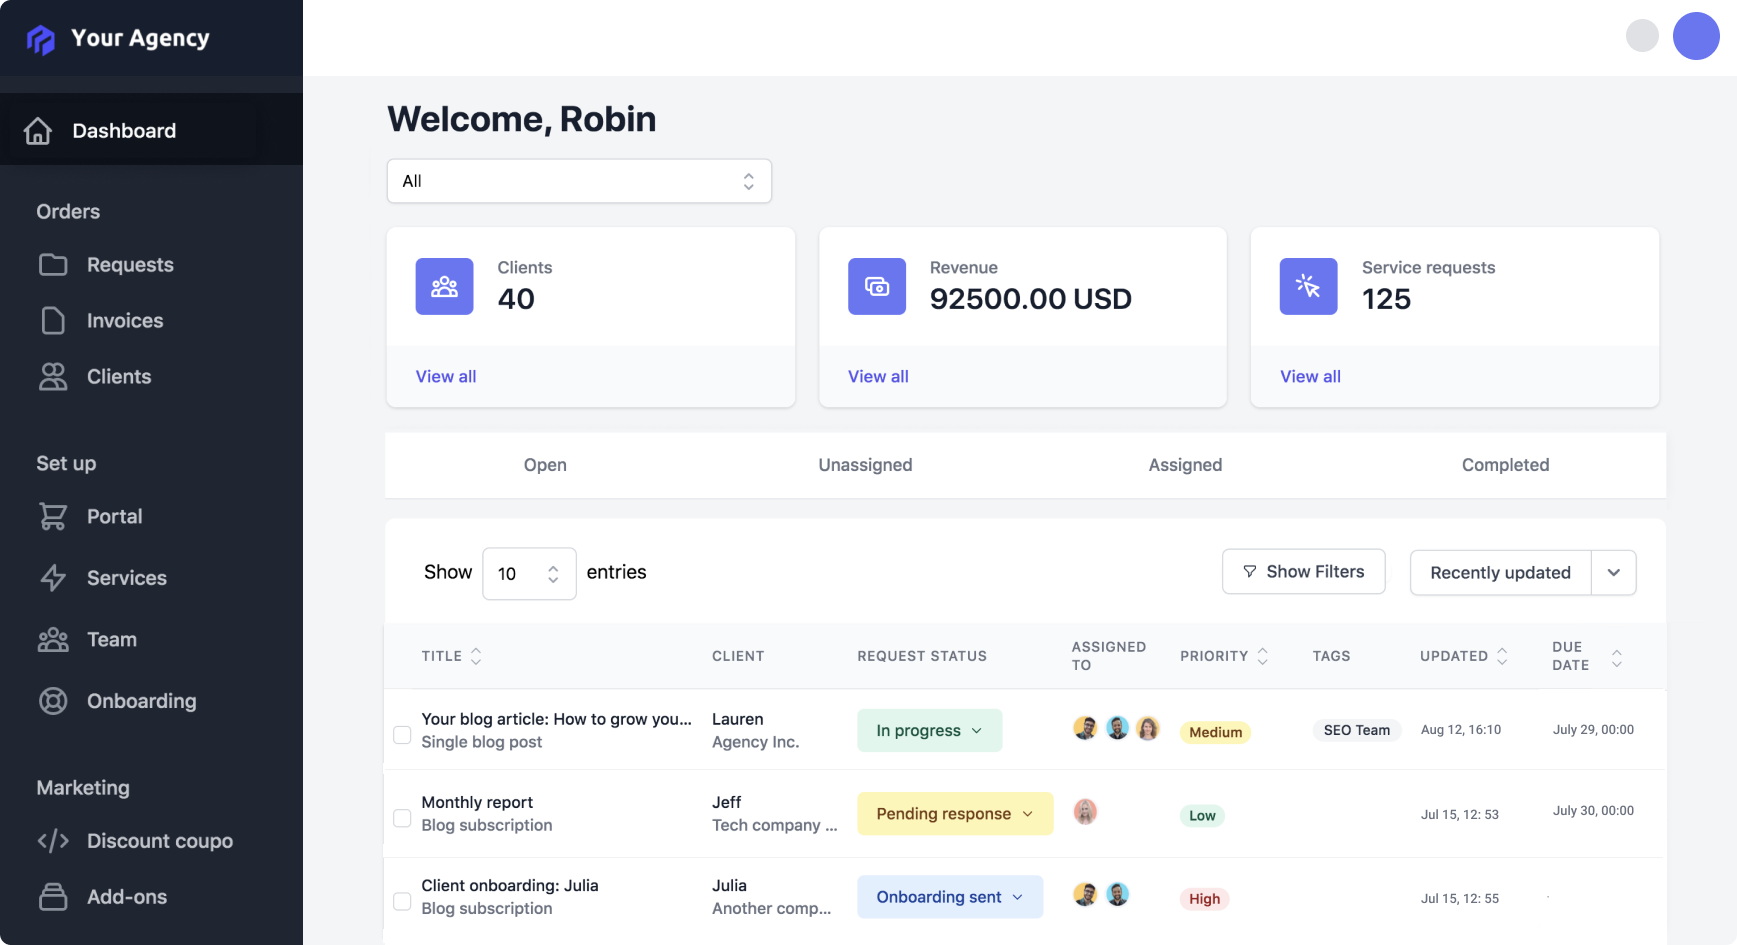 Your Agency
Dashboard
Orders
Requests
Invoices
Clients
Set up
Portal
Services
Team
Onboarding
Marketing
Discount coupo
Add-ons
Welcome, Robin
All
Clients
40
View all
Revenue
92500.00 USD
View all
Service requests
125
View all
Open Unassigned Assigned Completed
Show 10 entries
Show Filters
Recently updated
TITLE CLIENT REQUEST STATUS ASSIGNED TO PRIORITY TAGS UPDATED DUE DATE
Your blog article: How to grow you... Lauren
Single blog post Agency Inc.
In progress Medium SEO Team Aug 12, 16:10 July 29, 00:00
Monthly report Jeff
Blog subscription Tech company ...
Pending response Low Jul 15, 12: 53 July 30, 00:00
Client onboarding: Julia Julia
Blog subscription Another comp...
Onboarding sent High Jul 15, 12: 55